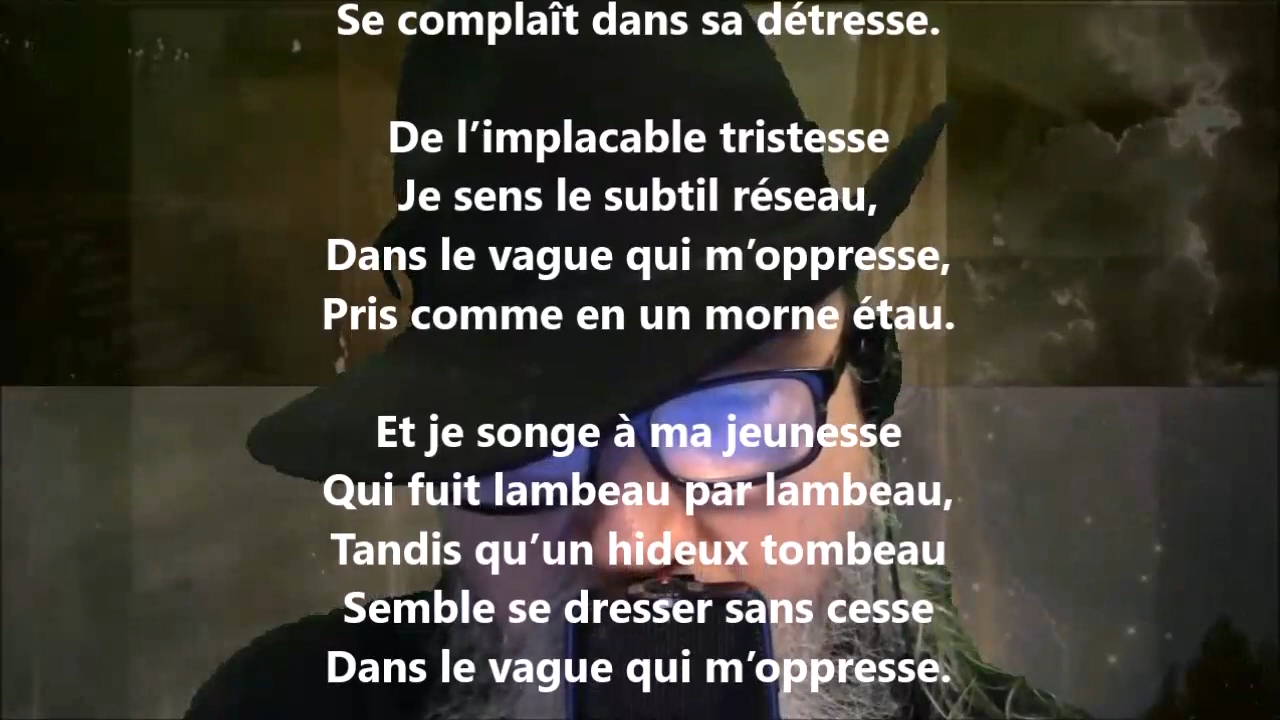 Se complaît dans sa détresse.
De l’implacable tristesse
Je sens le subtil réseau,
Dans le vague qui m’oppresse,
Pris comme en un morne étau.
Et je songe à ma jeunesse
Qui fuit lambeau par lambeau,
Tandis qu’un hideux tombeau
Semble se dresser sans cesse
Dans le vague qui m’oppresse.